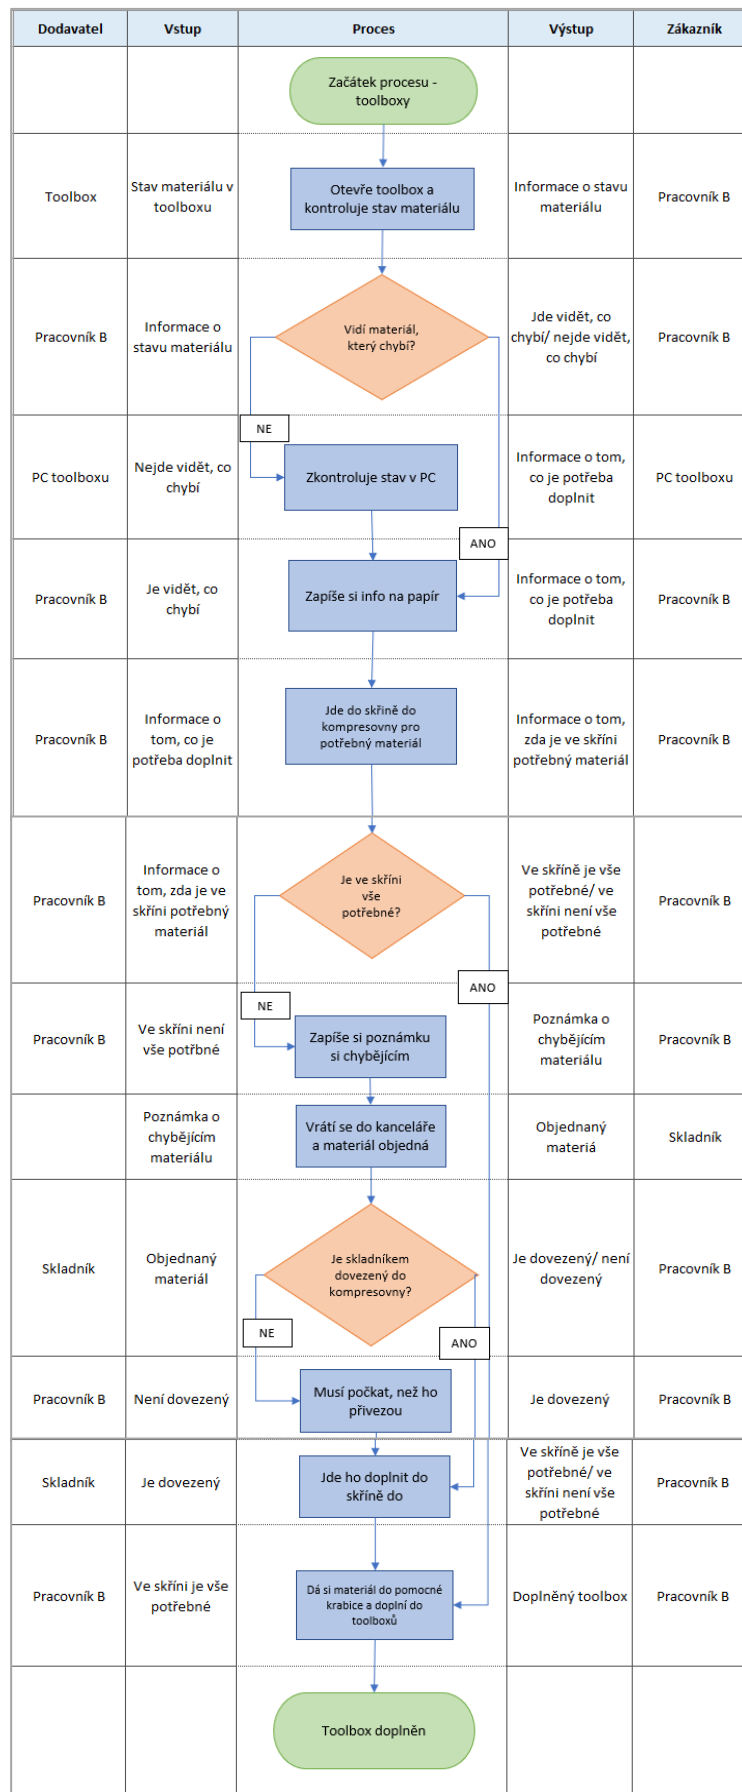 Dodavatel
Vstup
Proces
Výstup
Zákazník
Začátek procesu -
toolboxy
Toolbox
Stav materiálu v
toolboxu
Otevře toolbox a
kontroluje stav materiálu
Informace o stavu
materiálu
Pracovník B
Pracovník B
Informace o
stavu materiálu
Vidí materiál,
který chybí?
Jde vidět, co
chybí/ nejde vidět,
co chybí
Pracovník B
NE
PC toolboxu
Nejde vidět, co
chybí
Zkontroluje stav v PC
Informace o tom,
co je potřeba
doplnit
PC toolboxu
ANO
Pracovník B
Je vidět, co
chybí
Zapíše si info na papír
Informace o tom,
co je potřeba
doplnit
Pracovník B
Pracovník B
Informace o
tom, co je
potřeba doplnit
Jde do skřině do
kompresovny pro
potřebný materiál
Informace o tom,
zda je ve skříni
potřebný materiál
Pracovník B
Pracovník B
Informace o
tom, zda je ve
skříni potřebný
materiál
Je ve skříni
vše
potřebné?
Ve skříně je vše
potřebné/ ve
skříni není vše
potřebné
Pracovník B
NE
ANO
Pracovník B
Ve skříni není
vše potřbné
Zapíše si poznámku
si chybějícím
Poznámka o
chybějícím
materiálu
Pracovník B
Poznámka o
chybějícím
materiálu
Vrátí se do kanceláře
a materiál objedná
Objednaný
materiá
Skladník
Skladník
Objednaný
materiál
Je skladníkem
dovezený do
kompresovny?
Je dovezený/ není
dovezený
Pracovník B
NE
ANO
Pracovník B
Není dovezený
Musí počkat, než ho
přivezou
Je dovezený
Pracovník B
Skladník
Je dovezený
Jde ho doplnit do
skříně do
Ve skříně je vše
potřebné/ ve
skříni není vše
potřebné
Pracovník B
Pracovník B
Ve skříni je vše
potřebné
Dá si materiál do pomocné
krabice a doplní do
toolboxů
Doplněný toolbox
Pracovník B
Toolbox doplněn